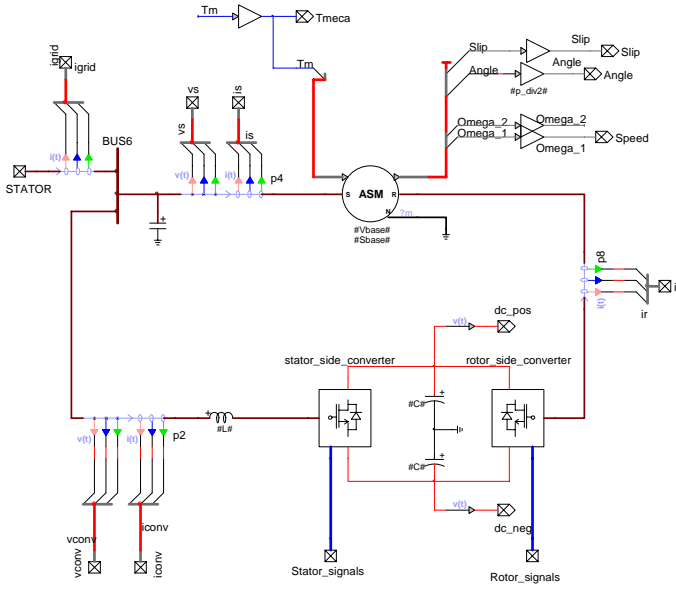 Tm
Tmeca
Tm
Slip
Slip
Slip
Angle
Angle
Angle
#p_div2#
Omega_2
Omega_2
Omega_1
Omega_1
Speed
igrid
igrid
vs
is
vs
is
BUS6
i(t)
v(t)
i(t)
p4
STATOR
S
ASM
R
N
?m
#Vbase#
#Sbase#
p8
i
i(t)
ir
v(t)
dc_pos
stator_side_converter
rotor_side_converter
+
#C#
+
#L#
+
#C#
+
v(t)
i(t)
p2
v(t)
dc_neg
vconv
iconv
vconv
iconv
Stator_signals
Rotor_signals